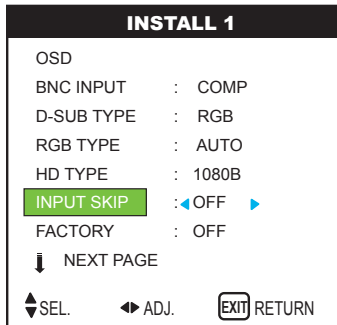 INSTALL 1
OSD
BNC INPUT : COMP
D-SUB TYPE : RGB
RGB TYPE : AUTO
HD TYPE : 1080B
INPUT SKIP : OFF
FACTORY : OFF
NEXT PAGE
SEL. ADJ. EXIT RETURN